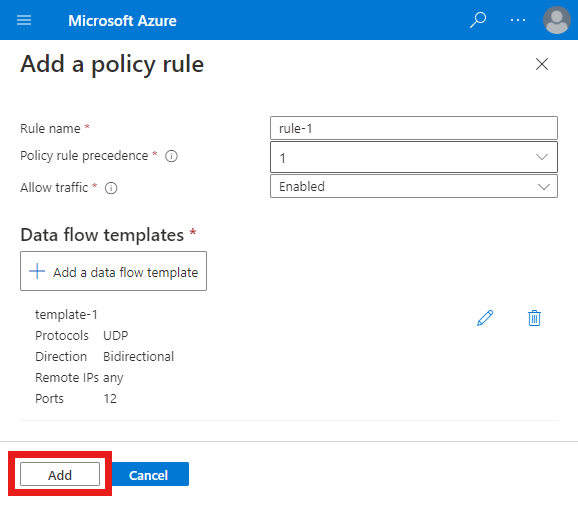 Microsoft Azure
Add a policy rule
Rule name * rule-1
Policy rule precedence * 1
Allow traffic * Enabled
Data flow templates *
Add a data flow template
template-1
Protocols UDP
Direction Bidirectional
Remote IPs any
Ports 12
Add Cancel